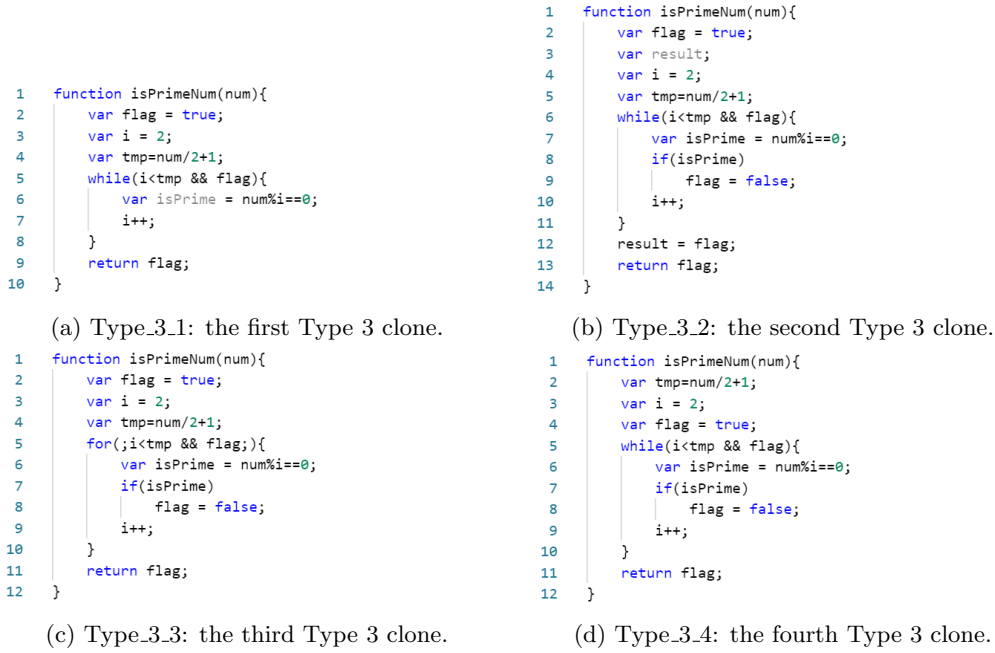 1 function isPrimeNum(num){
2 var flag = true;
3 var i = 2;
4 var tmp=num/2+1;
5 while(i<tmp && flag){
6 var isPrime = num%i==0;
7 i++;
8 }
9 return flag;
10 }
(a) Type_3_1: the first Type 3 clone.
1 function isPrimeNum(num){
2 var flag = true;
3 var result;
4 var i = 2;
5 var tmp=num/2+1;
6 while(i<tmp && flag){
7 var isPrime = num%i==0;
8 if(isPrime)
9 flag = false;
10 i++;
11 }
12 result = flag;
13 return flag;
14 }
(b) Type_3_2: the second Type 3 clone.
1 function isPrimeNum(num){
2 var flag = true;
3 var i = 2;
4 var tmp=num/2+1;
5 for(;i<tmp && flag;){
6 var isPrime = num%i==0;
7 if(isPrime)
8 flag = false;
9 i++;
10 }
11 return flag;
12 }
(c) Type_3_3: the third Type 3 clone.
1 function isPrimeNum(num){
2 var tmp=num/2+1;
3 var i = 2;
4 var flag = true;
5 while(i<tmp && flag){
6 var isPrime = num%i==0;
7 if(isPrime)
8 flag = false;
9 i++;
10 }
11 return flag;
12 }
(d) Type_3_4: the fourth Type 3 clone.